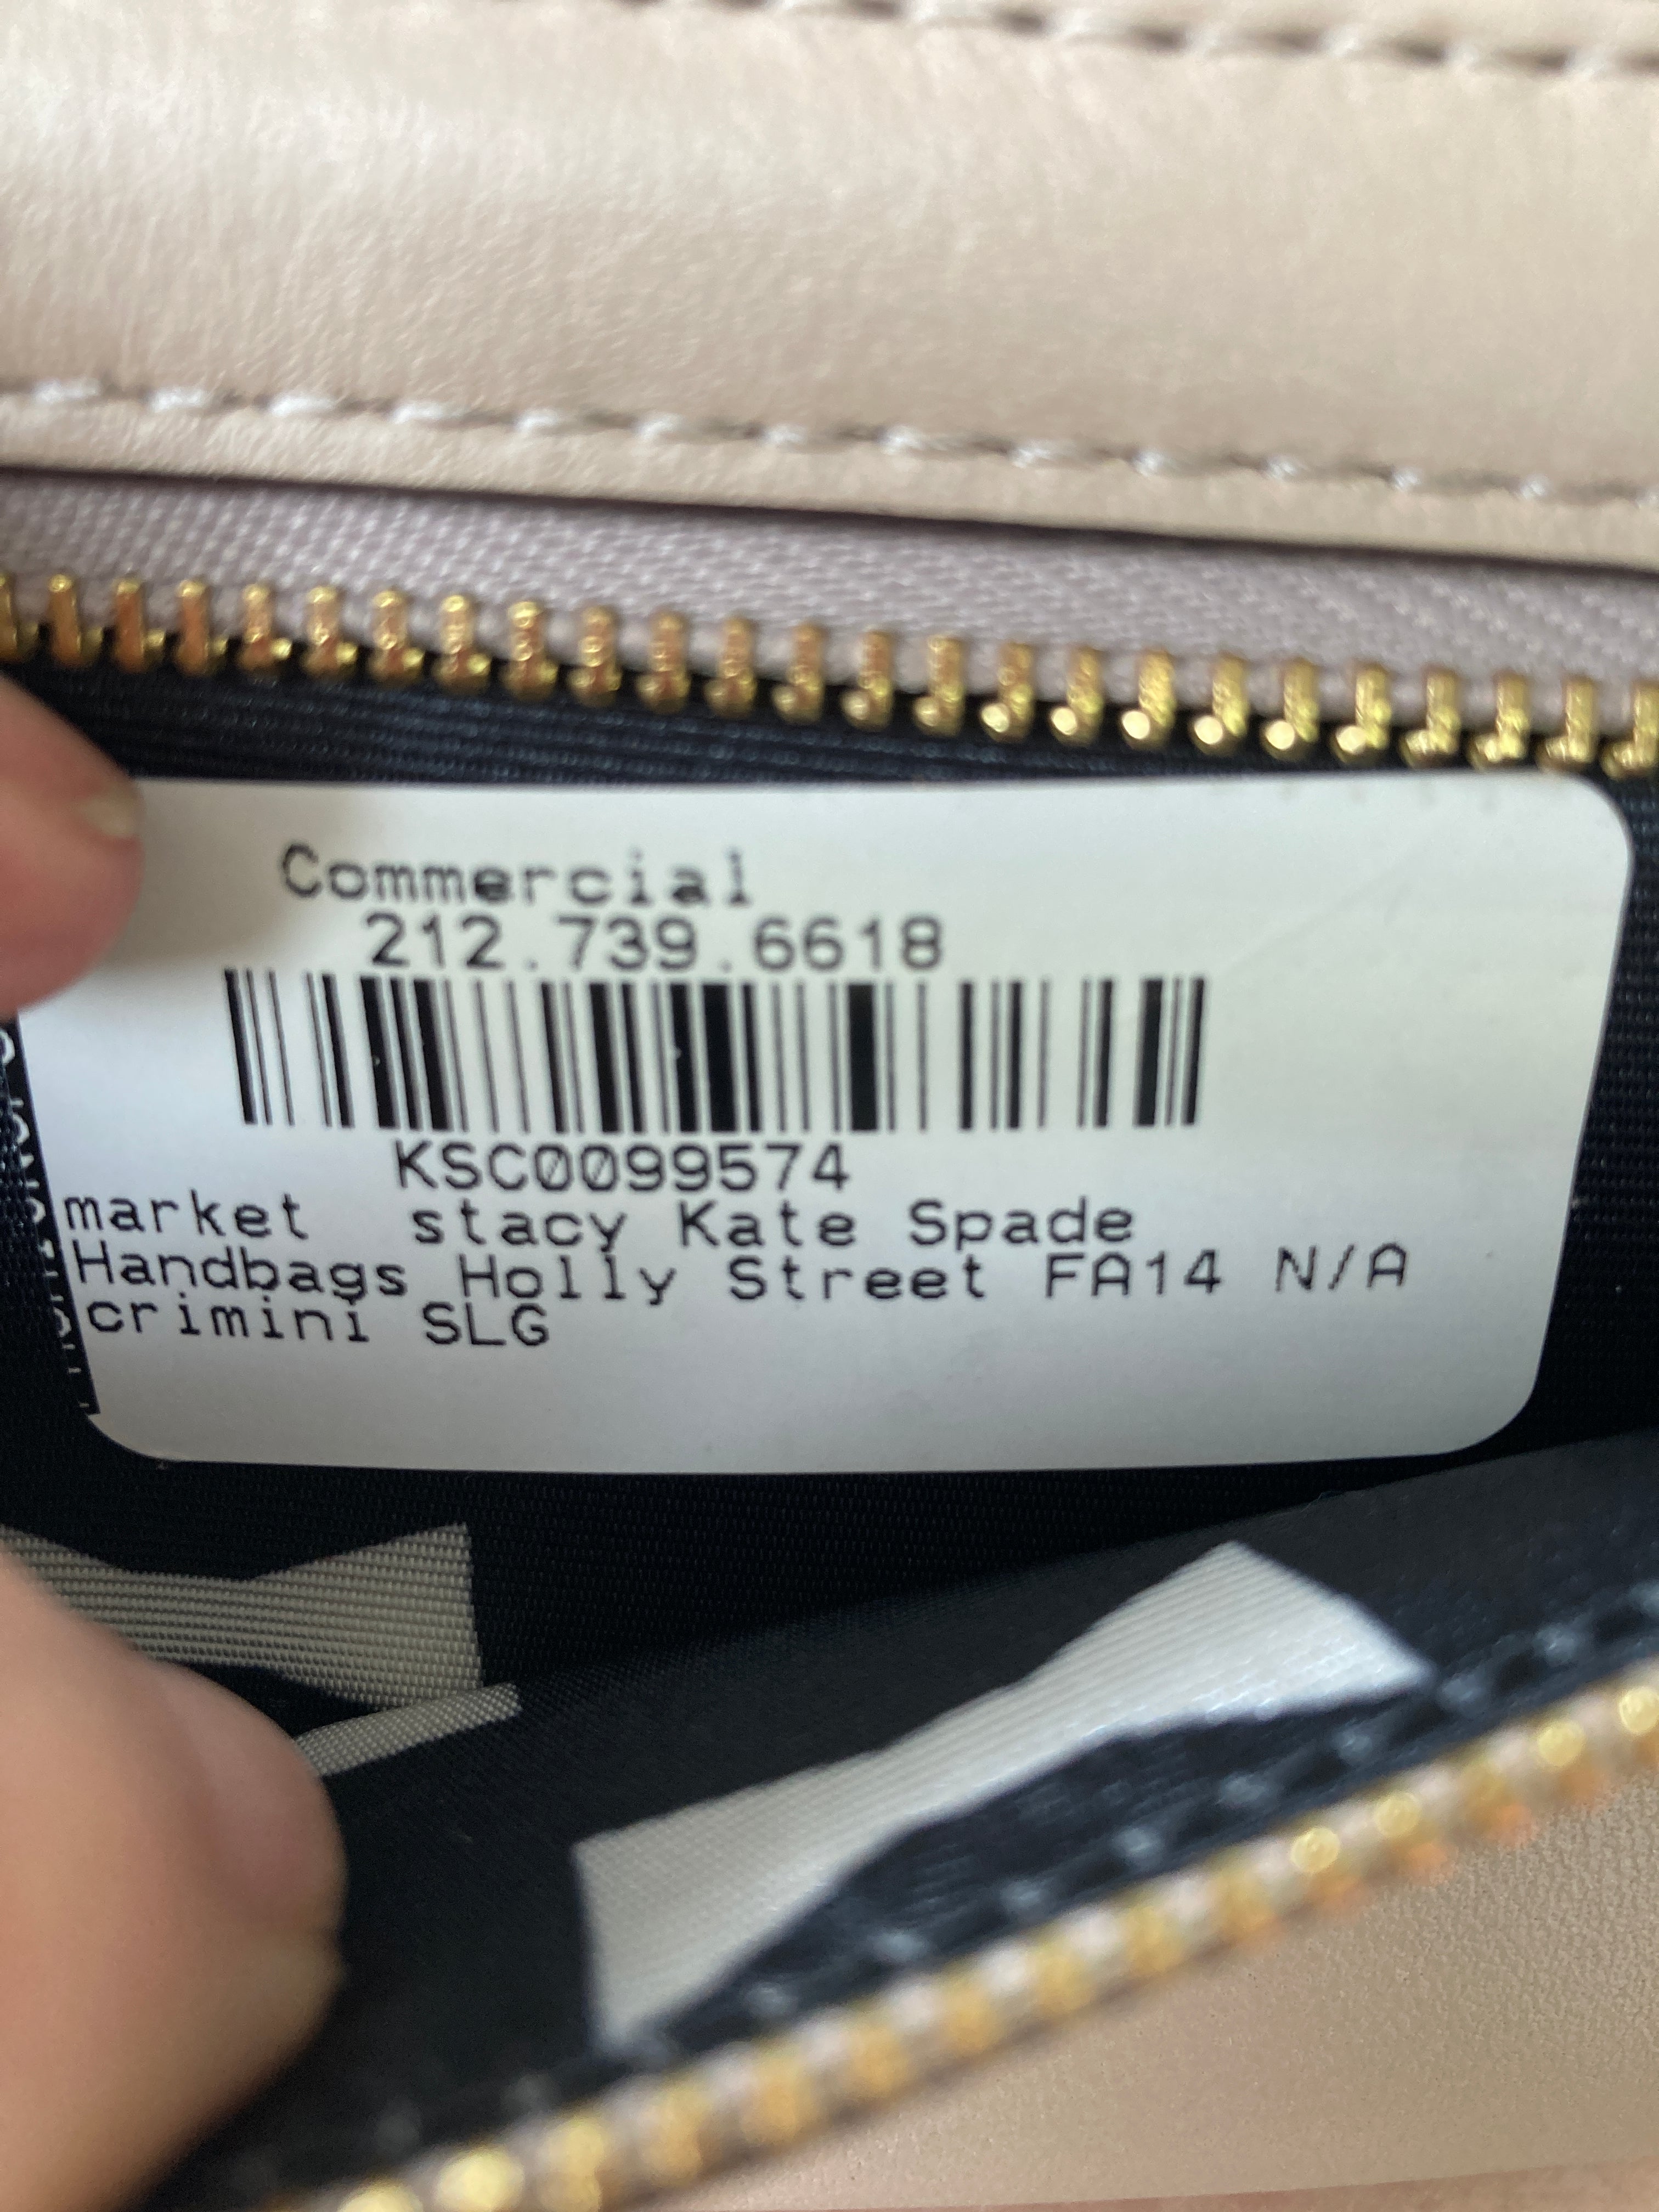 Commercial
212.739.6618
KSC0099574
market stacy Kate Spade
Handbags Holly Street FA14 N/A
crimini SLG